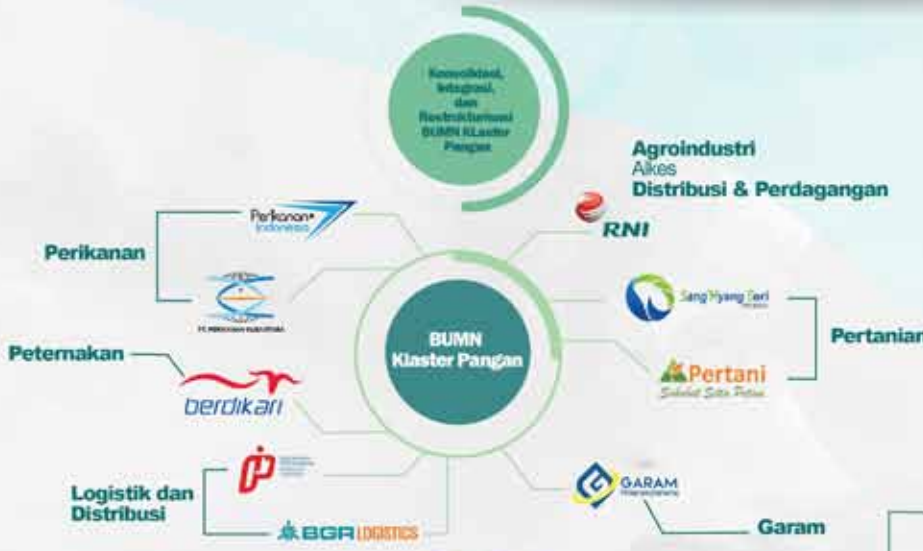 Konsolidasi,
Integrasi,
dan
Restrukturisasi
BUMN KLaster
Pangan
Agroindustri
Alkes
Distribusi & Perdagangan
RNI
Perikanan
Indonesia
Perikanan
Sang Hyang Seri
BUMN
Klaster Pangan
Pertanian
Peternakan
berdikari
Pertani
Logistik dan
Distribusi
BGR LOGISTICS
GARAM
Garam